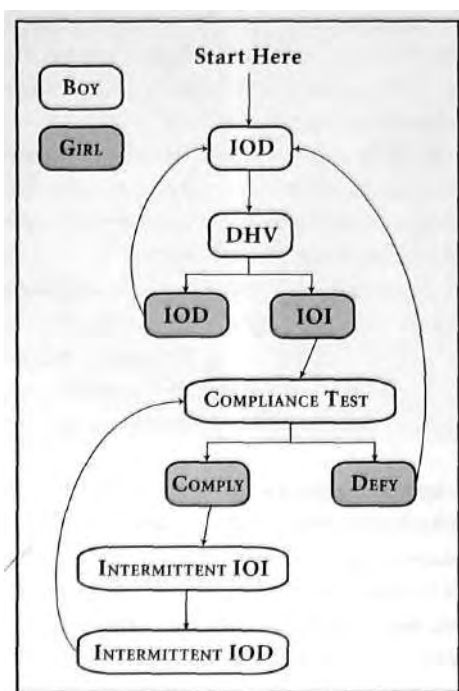 Start Here
BOY
GIRL
IOD
DHV
IOD IOI
COMPLIANCE TEST
COMPLY DEFY
INTERMITTENT IOI
INTERMITTENT IOD